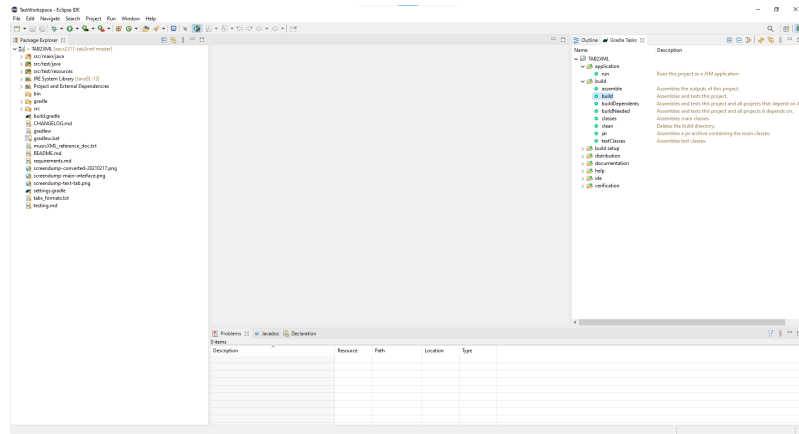 TestWorkspace - Eclipse IDE
File Edit Navigate Search Project Run Window Help
Package Explorer
TAB2XML [eecs2311-tab2xml master]
src/main/java
src/test/java
src/test/resources
JRE System Library [JavaSE-15]
Project and External Dependencies
bin
gradle
src
build.gradle
CHANGELOG.md
gradlew
gradlew.bat
musicXML_reference_doc.txt
README.md
requirements.md
screendump-converted-20210217.png
screendump-main-interface.png
screendump-text-tab.png
settings.gradle
tabs_formats.txt
testing.md
Outline Gradle Tasks
Name Description
TAB2XML
application
run Runs this project as a JVM application
build
assemble Assembles the outputs of this project.
build Assembles and tests this project.
buildDependents Assembles and tests this project and all projects that depend on it
buildNeeded Assembles and tests this project and all projects it depends on.
classes Assembles main classes.
clean Deletes the build directory.
jar Assembles a jar archive containing the main classes.
testClasses Assembles test classes.
build setup
distribution
documentation
help
ide
verification
Problems Javadoc Declaration
0 items
Description Resource Path Location Type